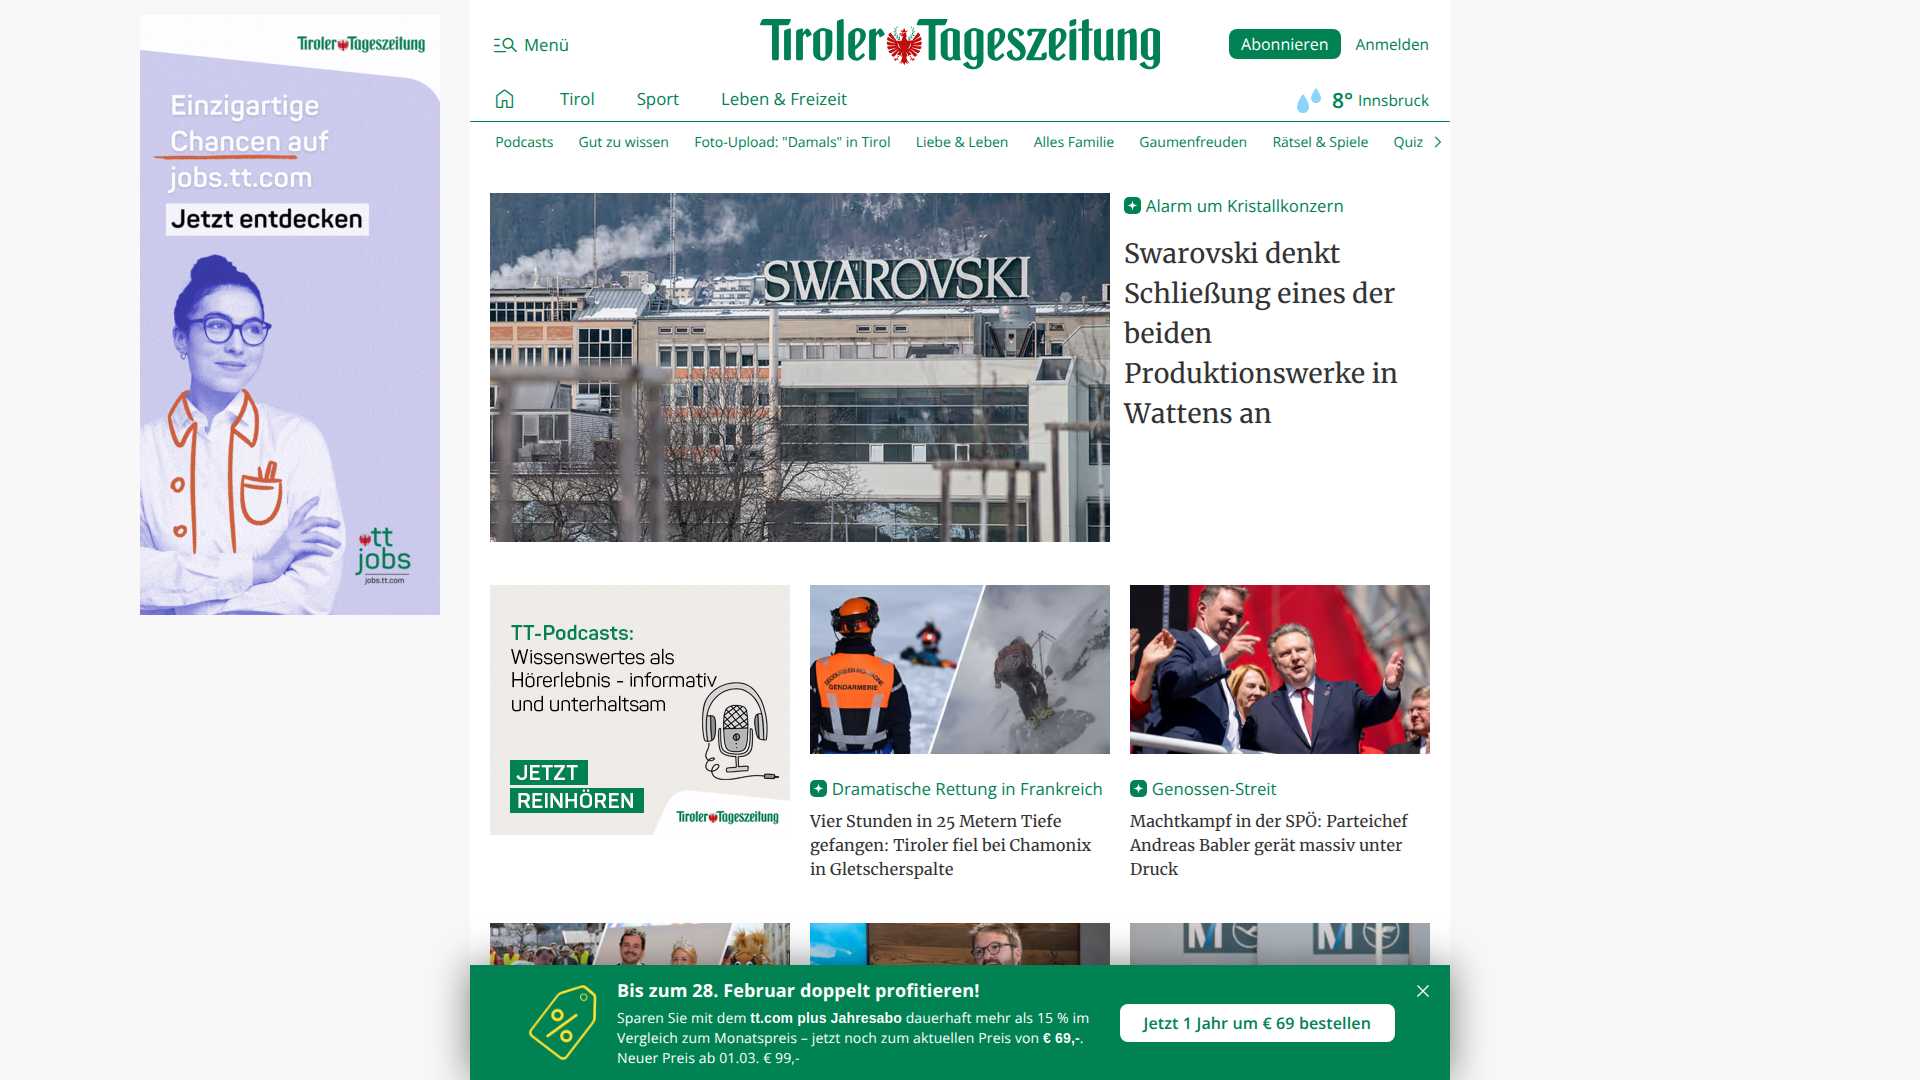 Tiroler Tageszeitung
Einzigartige
Chancen auf
jobs.tt.com
Jetzt entdecken
tt
jobs
jobs.tt.com
Menü
Tiroler Tageszeitung
Abonnieren
Anmelden
Tirol
Sport
Leben & Freizeit
8° Innsbruck
Podcasts
Gut zu wissen
Foto-Upload: "Damals" in Tirol
Liebe & Leben
Alles Familie
Gaumenfreuden
Rätsel & Spiele
Quiz
SWAROVSKI
Alarm um Kristallkonzern
Swarovski denkt
Schließung eines der
beiden
Produktionswerke in
Wattens an
TT-Podcasts:
Wissenswertes als
Hörerlebnis - informativ
und unterhaltsam
JETZT
REINHÖREN
Tiroler Tageszeitung
GENDARMERIE
Dramatische Rettung in Frankreich
Vier Stunden in 25 Metern Tiefe
gefangen: Tiroler fiel bei Chamonix
in Gletscherspalte
Genossen-Streit
Machtkampf in der SPÖ: Parteichef
Andreas Babler gerät massiv unter
Druck
Bis zum 28. Februar doppelt profitieren!
Sparen Sie mit dem tt.com plus Jahresabo dauerhaft mehr als 15 % im
Vergleich zum Monatspreis – jetzt noch zum aktuellen Preis von € 69,-.
Neuer Preis ab 01.03. € 99,-
Jetzt 1 Jahr um € 69 bestellen